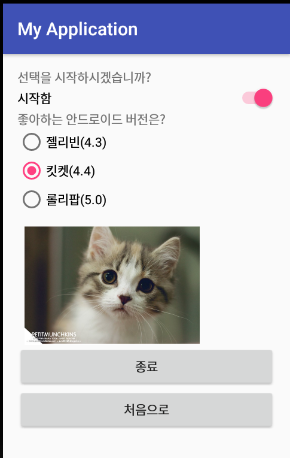 My Application
선택을 시작하시겠습니까?
시작함
좋아하는 안드로이드 버전은?
젤리빈(4.3)
킷켓(4.4)
롤리팝(5.0)
종료
처음으로